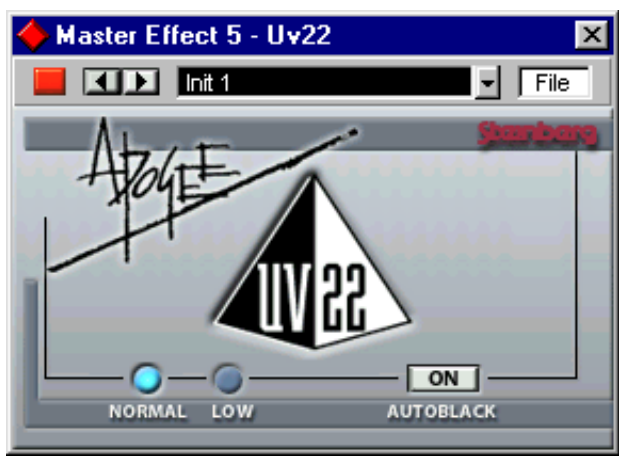 Master Effect 5 - Uv22
Init 1
File
Steinberg
APOGEE
UV22
NORMAL LOW
ON
AUTOBLACK